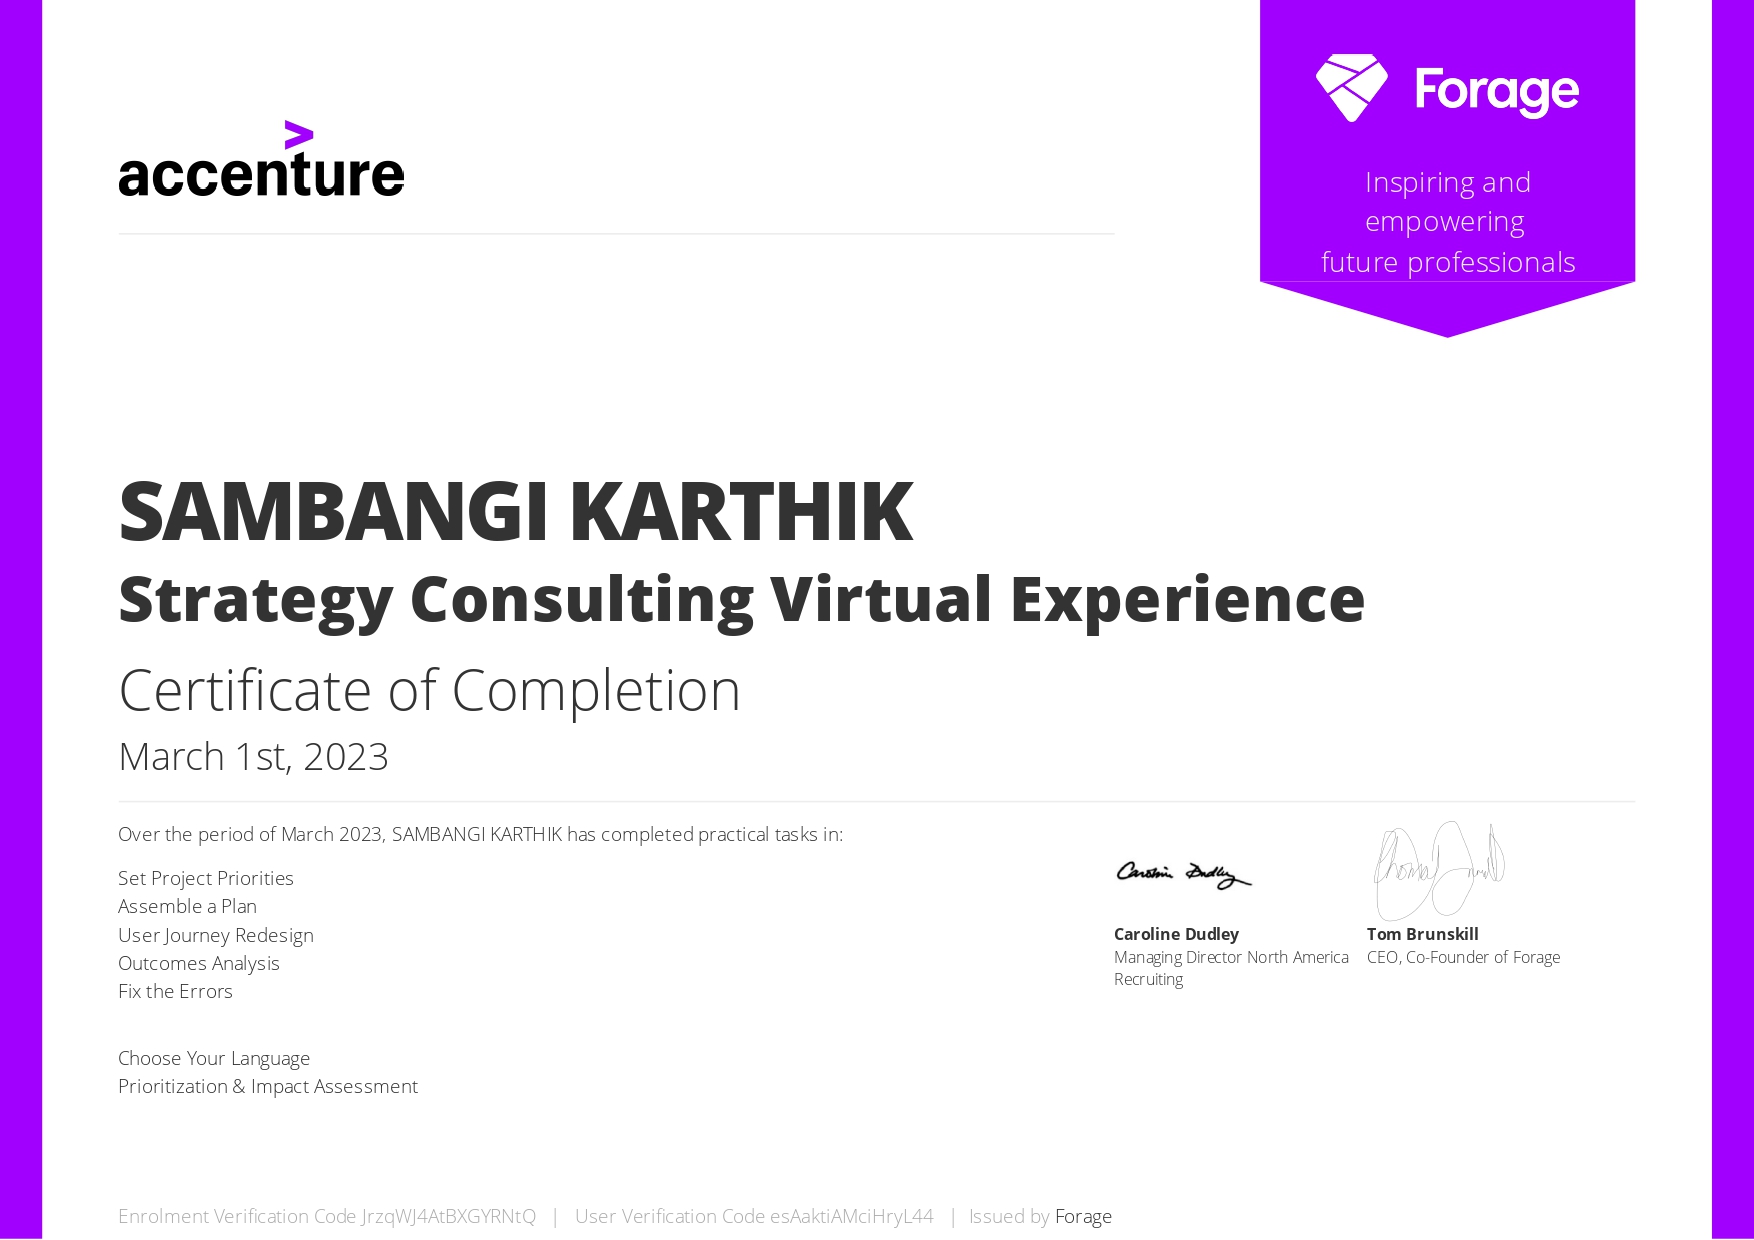 accenture
>
Forage
Inspiring and
empowering
future professionals
SAMBANGI KARTHIK
Strategy Consulting Virtual Experience
Certificate of Completion
March 1st, 2023
Over the period of March 2023, SAMBANGI KARTHIK has completed practical tasks in:
Set Project Priorities
Assemble a Plan
User Journey Redesign
Outcomes Analysis
Fix the Errors
Choose Your Language
Prioritization & Impact Assessment
Caroline Dudley
Caroline Dudley
Managing Director North America
Recruiting
Tom Brunskill
CEO, Co-Founder of Forage
Enrolment Verification Code JrzqWJ4AtBXGYRNtQ | User Verification Code esAaktiAMciHryL44 | Issued by Forage